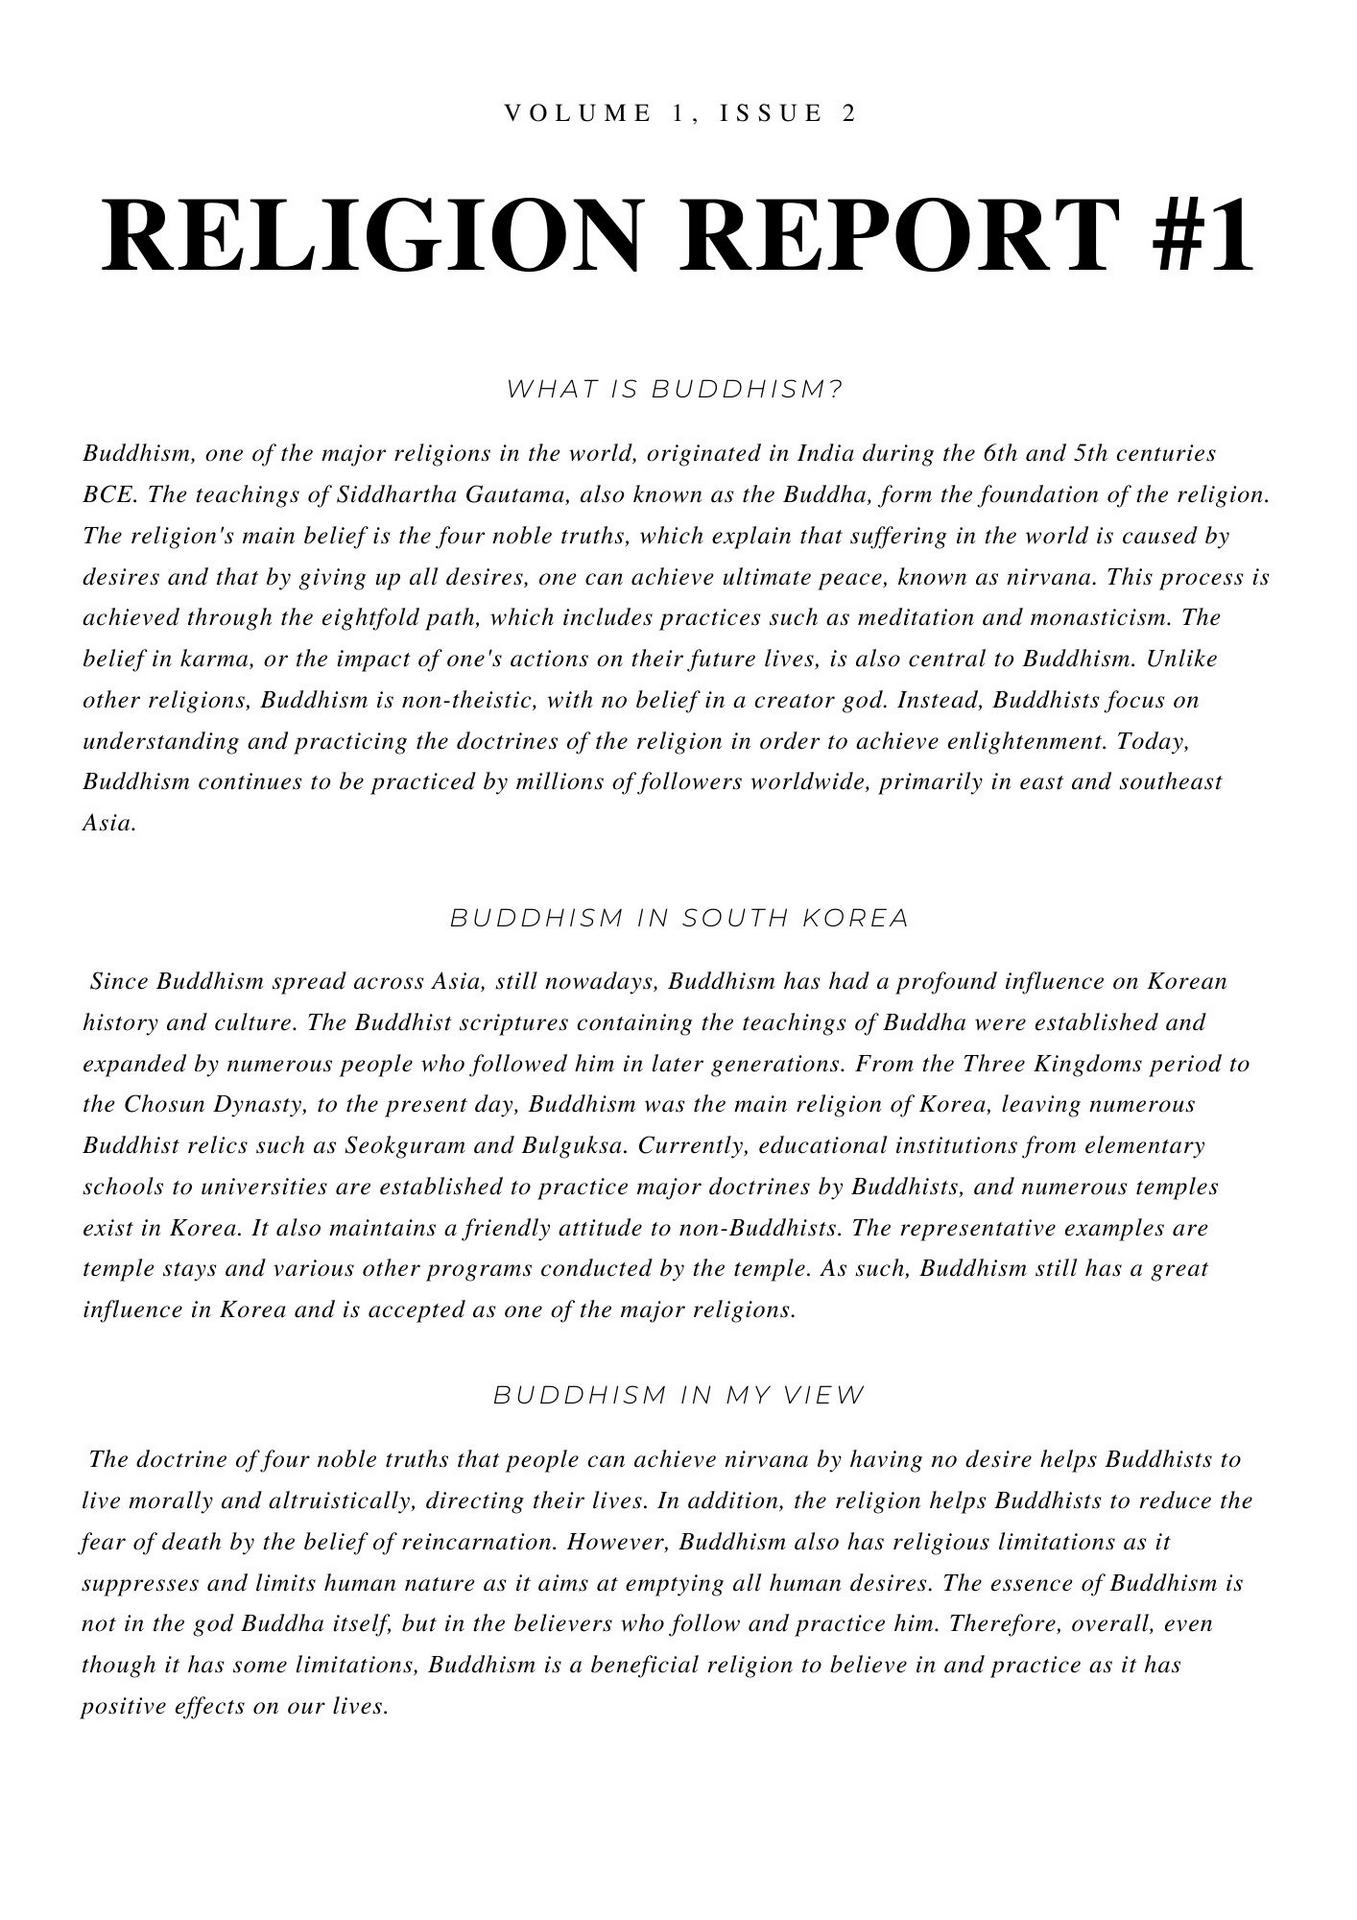 VOLUME 1, ISSUE 2
RELIGION REPORT #1
WHAT IS BUDDHISM?
Buddhism, one of the major religions in the world, originated in India during the 6th and 5th centuries
BCE. The teachings of Siddhartha Gautama, also known as the Buddha, form the foundation of the religion.
The religion's main belief is the four noble truths, which explain that suffering in the world is caused by
desires and that by giving up all desires, one can achieve ultimate peace, known as nirvana. This process is
achieved through the eightfold path, which includes practices such as meditation and monasticism. The
belief in karma, or the impact of one's actions on their future lives, is also central to Buddhism. Unlike
other religions, Buddhism is non-theistic, with no belief in a creator god. Instead, Buddhists focus on
understanding and practicing the doctrines of the religion in order to achieve enlightenment. Today,
Buddhism continues to be practiced by millions of followers worldwide, primarily in east and southeast
Asia.
BUDDHISM IN SOUTH KOREA
Since Buddhism spread across Asia, still nowadays, Buddhism has had a profound influence on Korean
history and culture. The Buddhist scriptures containing the teachings of Buddha were established and
expanded by numerous people who followed him in later generations. From the Three Kingdoms period to
the Chosun Dynasty, to the present day, Buddhism was the main religion of Korea, leaving numerous
Buddhist relics such as Seokguram and Bulguksa. Currently, educational institutions from elementary
schools to universities are established to practice major doctrines by Buddhists, and numerous temples
exist in Korea. It also maintains a friendly attitude to non-Buddhists. The representative examples are
temple stays and various other programs conducted by the temple. As such, Buddhism still has a great
influence in Korea and is accepted as one of the major religions.
BUDDHISM IN MY VIEW
The doctrine of four noble truths that people can achieve nirvana by having no desire helps Buddhists to
live morally and altruistically, directing their lives. In addition, the religion helps Buddhists to reduce the
fear of death by the belief of reincarnation. However, Buddhism also has religious limitations as it
suppresses and limits human nature as it aims at emptying all human desires. The essence of Buddhism is
not in the god Buddha itself, but in the believers who follow and practice him. Therefore, overall, even
though it has some limitations, Buddhism is a beneficial religion to believe in and practice as it has
positive effects on our lives.